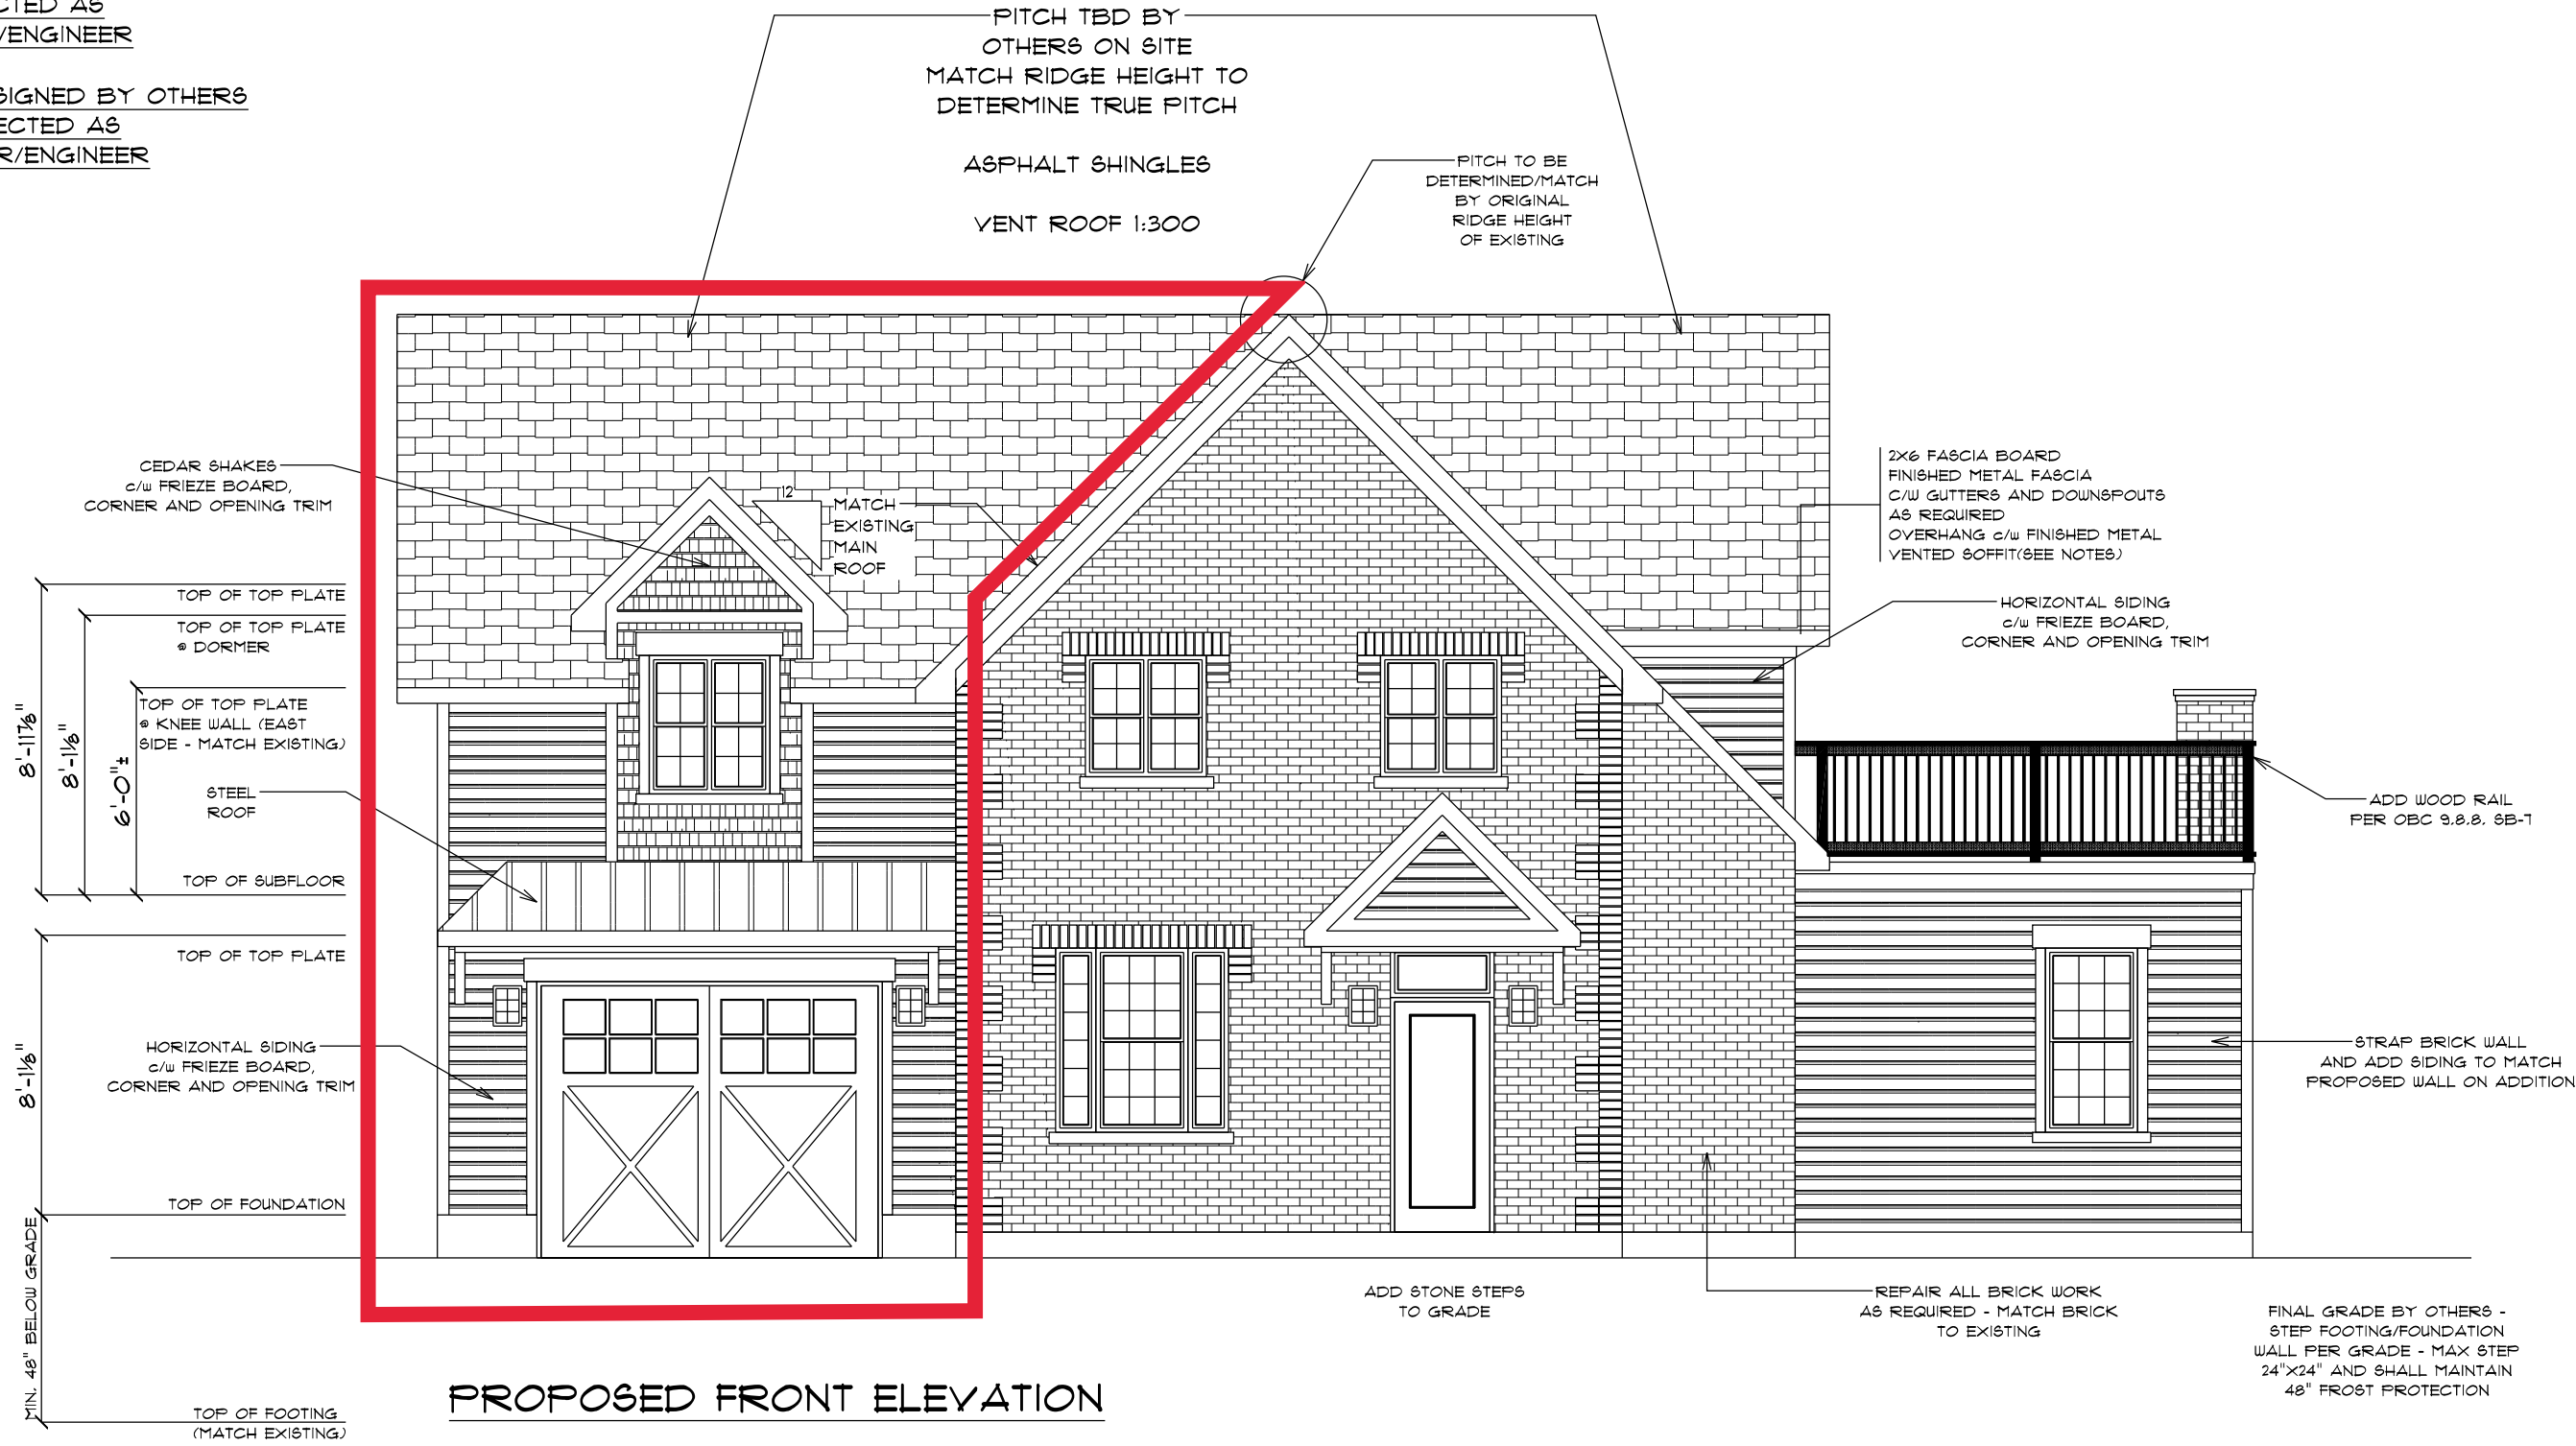 CTED AS
/ENGINEER
SIGNED BY OTHERS
ECTED AS
R/ENGINEER
PITCH TBD BY
OTHERS ON SITE
MATCH RIDGE HEIGHT TO
DETERMINE TRUE PITCH
ASPHALT SHINGLES
VENT ROOF 1:300
PITCH TO BE
DETERMINED/MATCH
BY ORIGINAL
RIDGE HEIGHT
OF EXISTING
CEDAR SHAKES
c/w FRIEZE BOARD,
CORNER AND OPENING TRIM
12
MATCH
EXISTING
MAIN
ROOF
2X6 FASCIA BOARD
FINISHED METAL FASCIA
C/W GUTTERS AND DOWNSPOUTS
AS REQUIRED
OVERHANG c/w FINISHED METAL
VENTED SOFFIT(SEE NOTES)
TOP OF TOP PLATE
TOP OF TOP PLATE
@ DORMER
TOP OF TOP PLATE
@ KNEE WALL (EAST
SIDE - MATCH EXISTING)
HORIZONTAL SIDING
c/w FRIEZE BOARD,
CORNER AND OPENING TRIM
8'-11⅞"
8'-1⅛"
6'-0"±
STEEL
ROOF
ADD WOOD RAIL
PER OBC 9.8.8. SB-7
TOP OF SUBFLOOR
TOP OF TOP PLATE
8'-1⅛"
HORIZONTAL SIDING
c/w FRIEZE BOARD,
CORNER AND OPENING TRIM
STRAP BRICK WALL
AND ADD SIDING TO MATCH
PROPOSED WALL ON ADDITION
TOP OF FOUNDATION
MIN. 48" BELOW GRADE
ADD STONE STEPS
TO GRADE
REPAIR ALL BRICK WORK
AS REQUIRED - MATCH BRICK
TO EXISTING
FINAL GRADE BY OTHERS -
STEP FOOTING/FOUNDATION
WALL PER GRADE - MAX STEP
24"X24" AND SHALL MAINTAIN
48" FROST PROTECTION
PROPOSED FRONT ELEVATION
TOP OF FOOTING
(MATCH EXISTING)